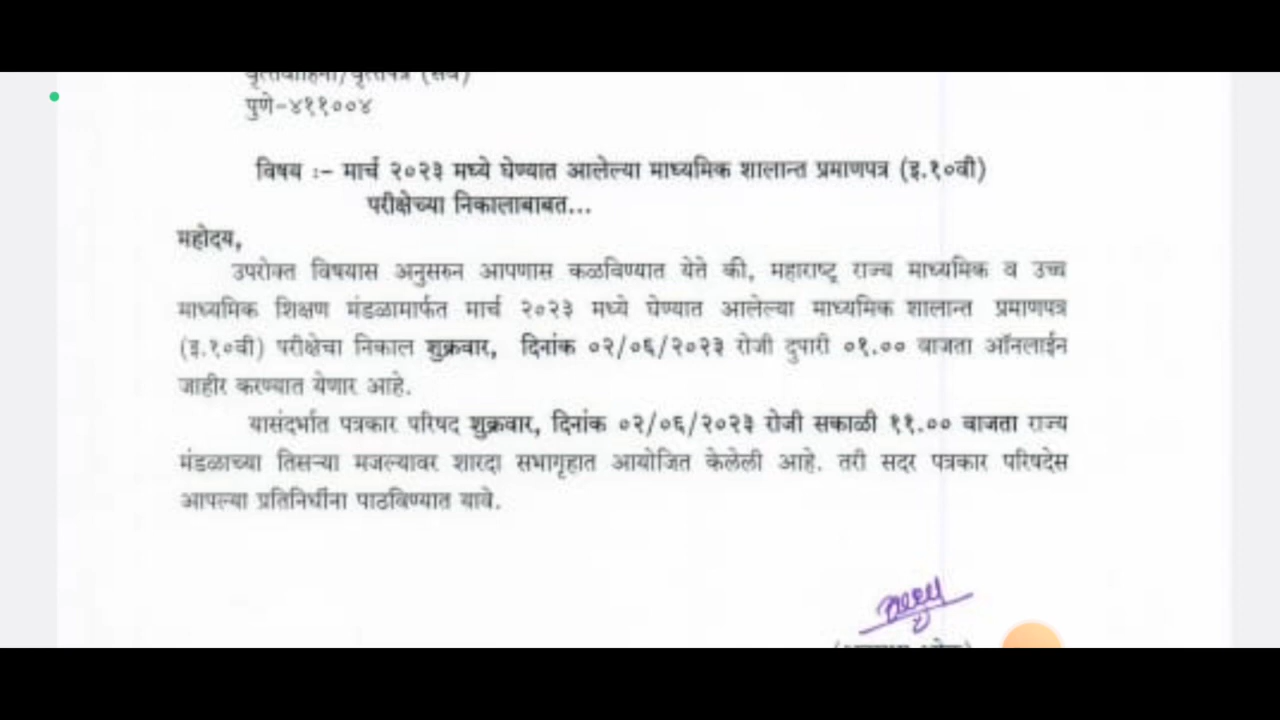 वृत्तवाहिनी/वृत्तपत्र (सर्व)
पुणे-४११००४
विषय :- मार्च २०२३ मध्ये घेण्यात आलेल्या माध्यमिक शालान्त प्रमाणपत्र (इ.१०वी)
परीक्षेच्या निकालाबाबत...
महोदय,
उपरोक्त विषयास अनुसरुन आपणास कळविण्यात येते की, महाराष्ट्र राज्य माध्यमिक व उच्च
माध्यमिक शिक्षण मंडळामार्फत मार्च २०२३ मध्ये घेण्यात आलेल्या माध्यमिक शालान्त प्रमाणपत्र
(इ.१०वी) परीक्षेचा निकाल शुक्रवार, दिनांक ०२/०६/२०२३ रोजी दुपारी ०१.०० वाजता ऑनलाईन
जाहीर करण्यात येणार आहे.
यासंदर्भात पत्रकार परिषद शुक्रवार, दिनांक ०२/०६/२०२३ रोजी सकाळी ११.०० वाजता राज्य
मंडळाच्या तिसऱ्या मजल्यावर शारदा सभागृहात आयोजित केलेली आहे. तरी सदर पत्रकार परिषदेस
आपल्या प्रतिनिधींना पाठविण्यात यावे.